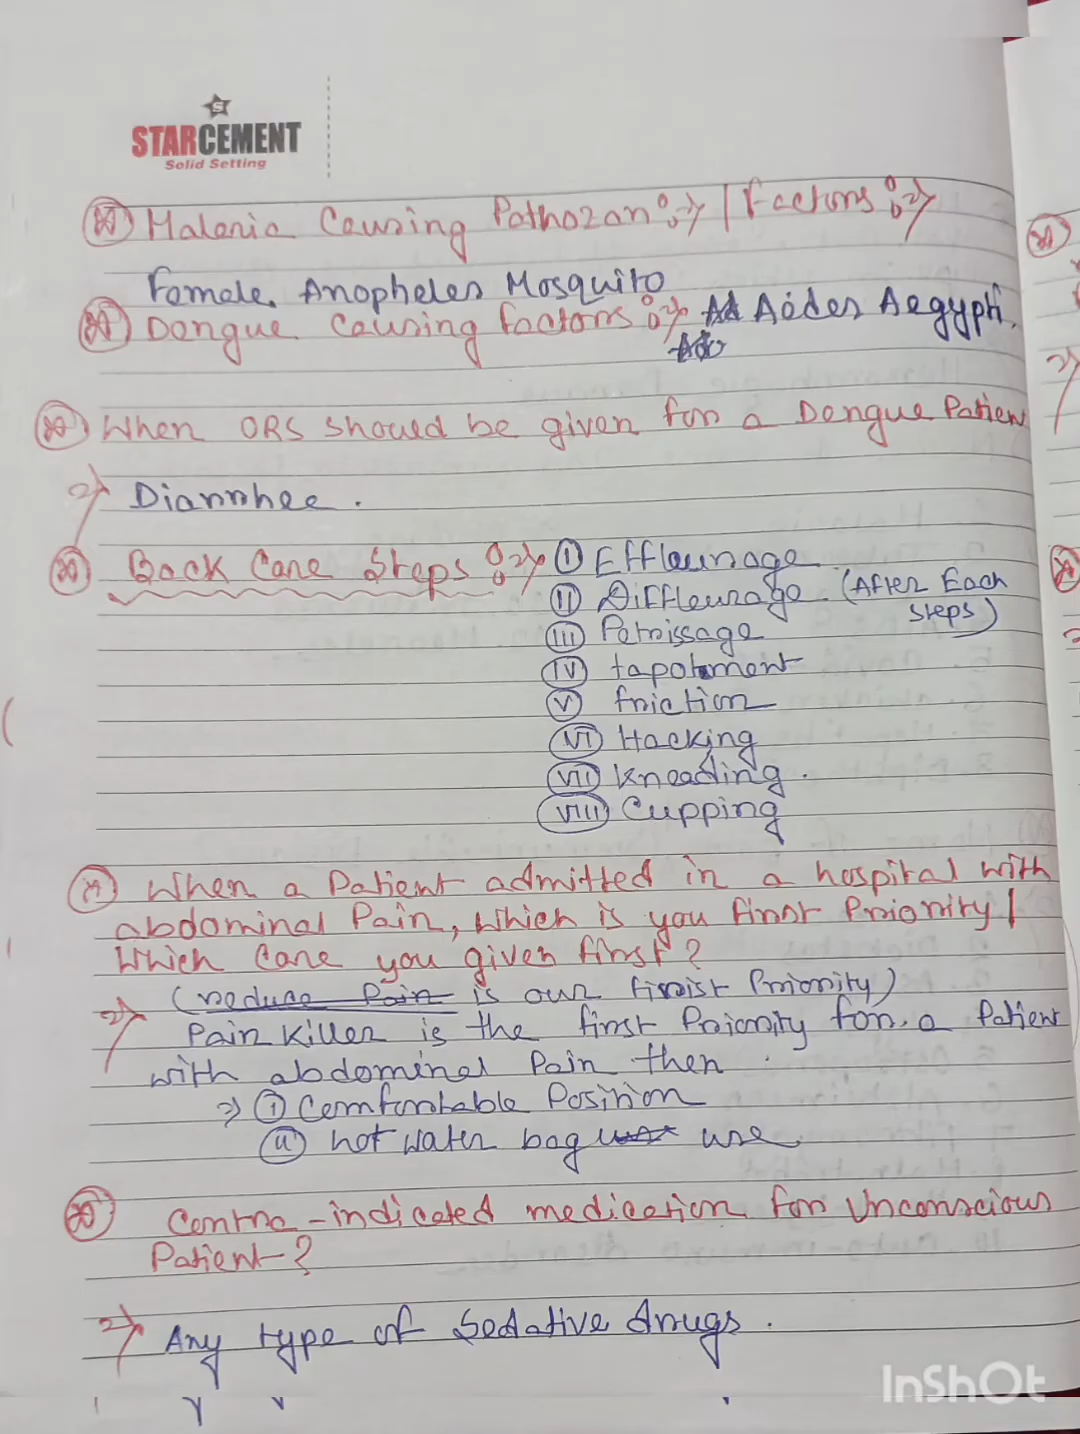 STARCEMENT
Solid Setting
Maleria Causing Pathozan / Factors
Female Anopheles Mosquito
Dengue Causing factors Aédes Aegypti
When ORS should be given for a Dengue Patien
Diarrhee.
Back Care Steps I Effleurage
II Diffleurage. (After Each
steps)
III Petrissage
IV tapotement
V friction
VI Hacking
VII Kneading.
VIII Cupping
When a Patient admitted in a hospital with
abdominal Pain, which is you first Priority /
Which Care you given first?
(reduce Pain is our first Priority)
Pain Killer is the first Priority for a Patient
with abdominal Pain then
⇒ i Comfortable Position
ii hot water bag use
Contra-indicated medication for Unconscious
Patient-?
Any type of Sedative drugs.
InShOt